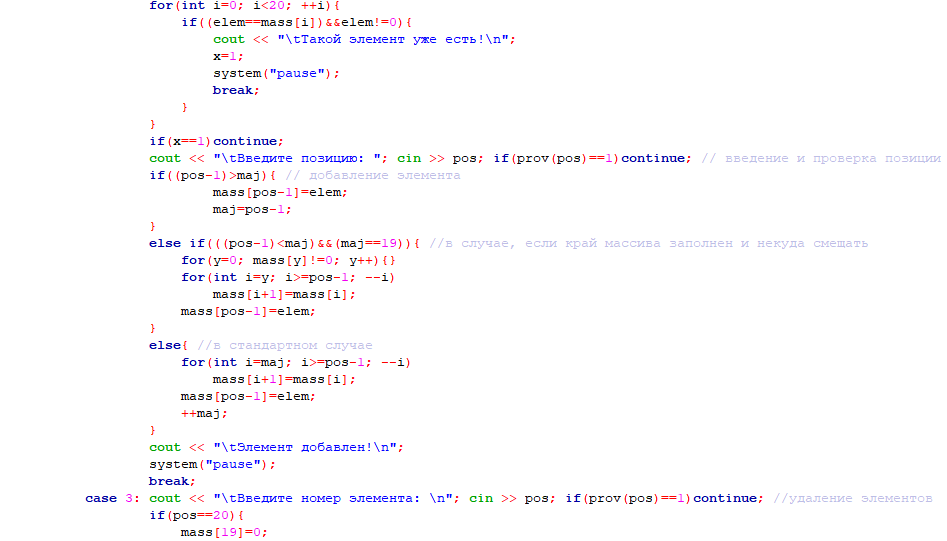 for(int i=0; i<20; ++i){
if((elem==mass[i])&&elem!=0){
cout << "\tТакой элемент уже есть!\n";
x=1;
system("pause");
break;
}
}
if(x==1)continue;
cout << "\tВведите позицию: "; cin >> pos; if(prov(pos)==1)continue; // введение и проверка позиции
if((pos-1)>maj){ // добавление элемента
mass[pos-1]=elem;
maj=pos-1;
}
else if(((pos-1)<maj)&&(maj==19)){ //в случае, если край массива заполнен и некуда смещать
for(y=0; mass[y]!=0; y++){}
for(int i=y; i>=pos-1; --i)
mass[i+1]=mass[i];
mass[pos-1]=elem;
}
else{ //в стандартном случае
for(int i=maj; i>=pos-1; --i)
mass[i+1]=mass[i];
mass[pos-1]=elem;
++maj;
}
cout << "\tЭлемент добавлен!\n";
system("pause");
break;
case 3: cout << "\tВведите номер элемента: \n"; cin >> pos; if(prov(pos)==1)continue; //удаление элементов
if(pos==20){
mass[19]=0;